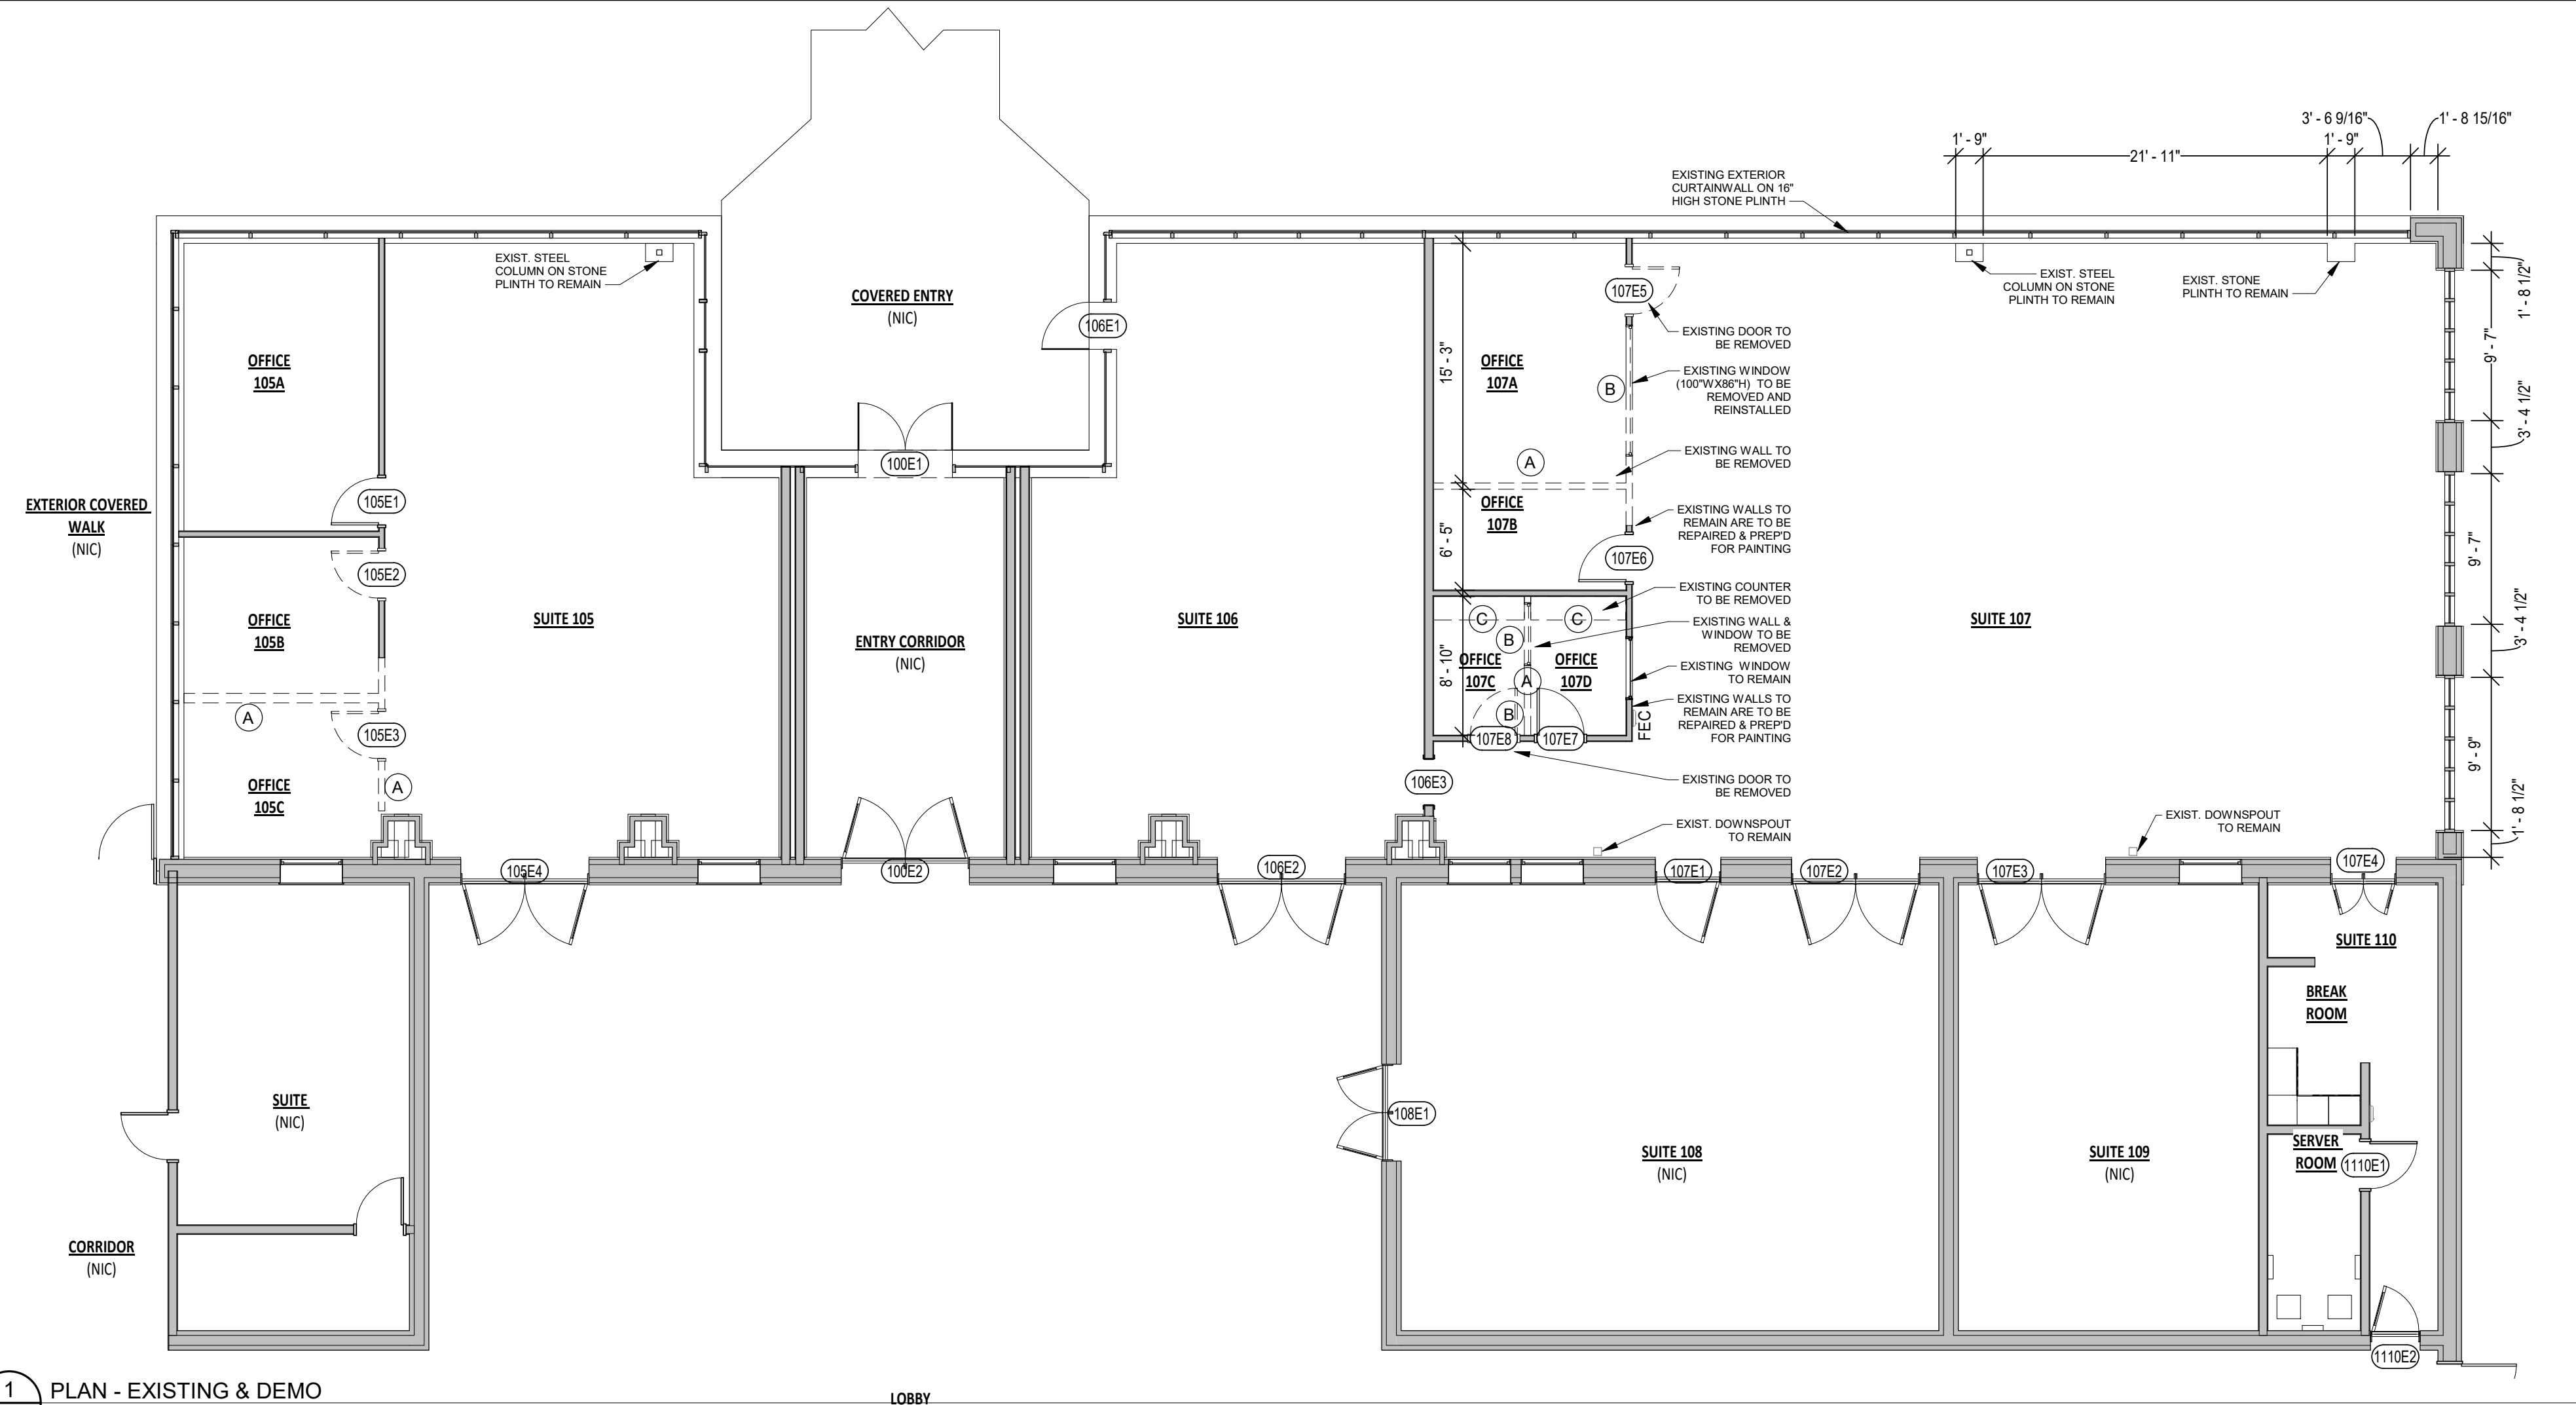 3' - 6 9/16"
1' - 8 15/16"
1' - 9"
21' - 11"
1' - 9"
EXISTING EXTERIOR
CURTAINWALL ON 16"
HIGH STONE PLINTH
EXIST. STEEL
COLUMN ON STONE
PLINTH TO REMAIN
COVERED ENTRY
(NIC)
106E1
107E5
EXIST. STEEL
COLUMN ON STONE
PLINTH TO REMAIN
EXIST. STONE
PLINTH TO REMAIN
1' - 8 1/2"
EXISTING DOOR TO
BE REMOVED
9' - 7"
OFFICE
105A
15' - 3"
OFFICE
107A
B
EXISTING WINDOW
(100"WX86"H) TO BE
REMOVED AND
REINSTALLED
3' - 4 1/2"
100E1
A
EXISTING WALL TO
BE REMOVED
EXTERIOR COVERED
WALK
(NIC)
105E1
OFFICE
107B
EXISTING WALLS TO
REMAIN ARE TO BE
REPAIRED & PREP'D
FOR PAINTING
6' - 5"
9' - 7"
105E2
107E6
OFFICE
105B
SUITE 105
ENTRY CORRIDOR
(NIC)
SUITE 106
C
C
EXISTING COUNTER
TO BE REMOVED
SUITE 107
3' - 4 1/2"
B
EXISTING WALL &
WINDOW TO BE
REMOVED
8' - 10"
OFFICE
107C
A
OFFICE
107D
EXISTING WINDOW
TO REMAIN
A
B
EXISTING WALLS TO
REMAIN ARE TO BE
REPAIRED & PREP'D
FOR PAINTING
FEC
105E3
107E8
107E7
9' - 9"
OFFICE
105C
A
106E3
EXISTING DOOR TO
BE REMOVED
1' - 8 1/2"
EXIST. DOWNSPOUT
TO REMAIN
EXIST. DOWNSPOUT
TO REMAIN
105E4
100E2
106E2
107E1
107E2
107E3
107E4
SUITE 110
BREAK
ROOM
SUITE
(NIC)
108E1
SUITE 108
(NIC)
SUITE 109
(NIC)
SERVER
ROOM
1110E1
CORRIDOR
(NIC)
1110E2
1
PLAN - EXISTING & DEMO
LOBBY